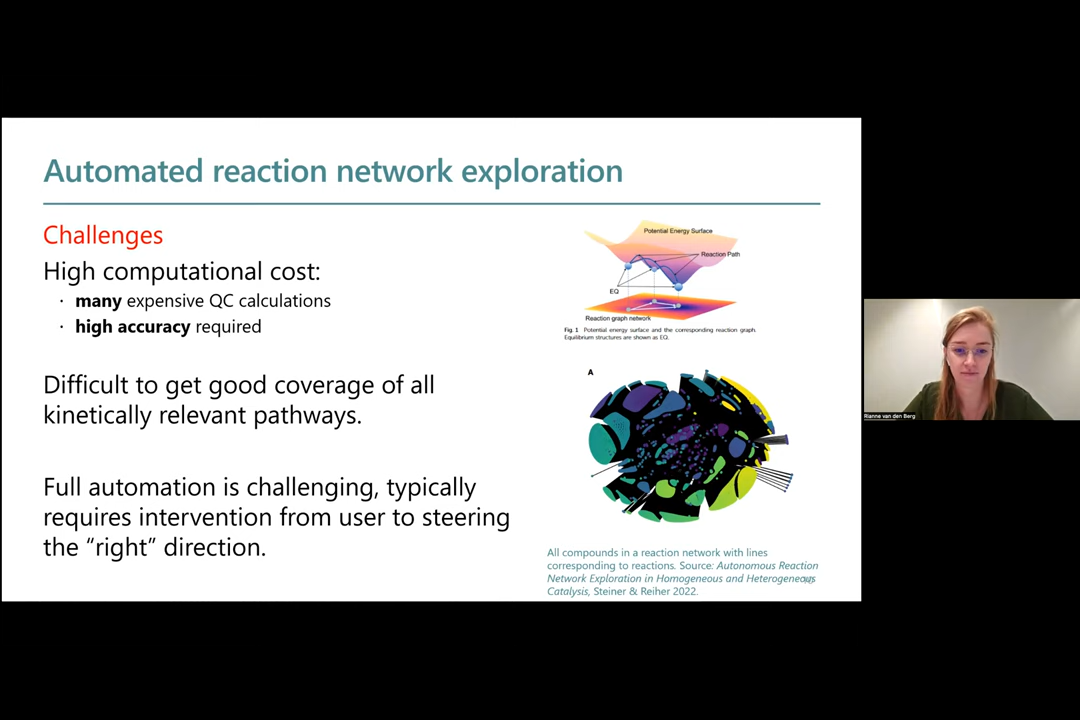 Automated reaction network exploration
Challenges
High computational cost:
· many expensive QC calculations
· high accuracy required
Difficult to get good coverage of all
kinetically relevant pathways.
Full automation is challenging, typically
requires intervention from user to steering
the “right” direction.
Potential Energy Surface
Reaction Path
EQ
Reaction graph network
Fig. 1 Potential energy surface and the corresponding reaction graph.
Equilibrium structures are shown as EQ.
A
All compounds in a reaction network with lines
corresponding to reactions. Source: Autonomous Reaction
Network Exploration in Homogeneous and Heterogeneous
Catalysis, Steiner & Reiher 2022.
Rianne van den Berg